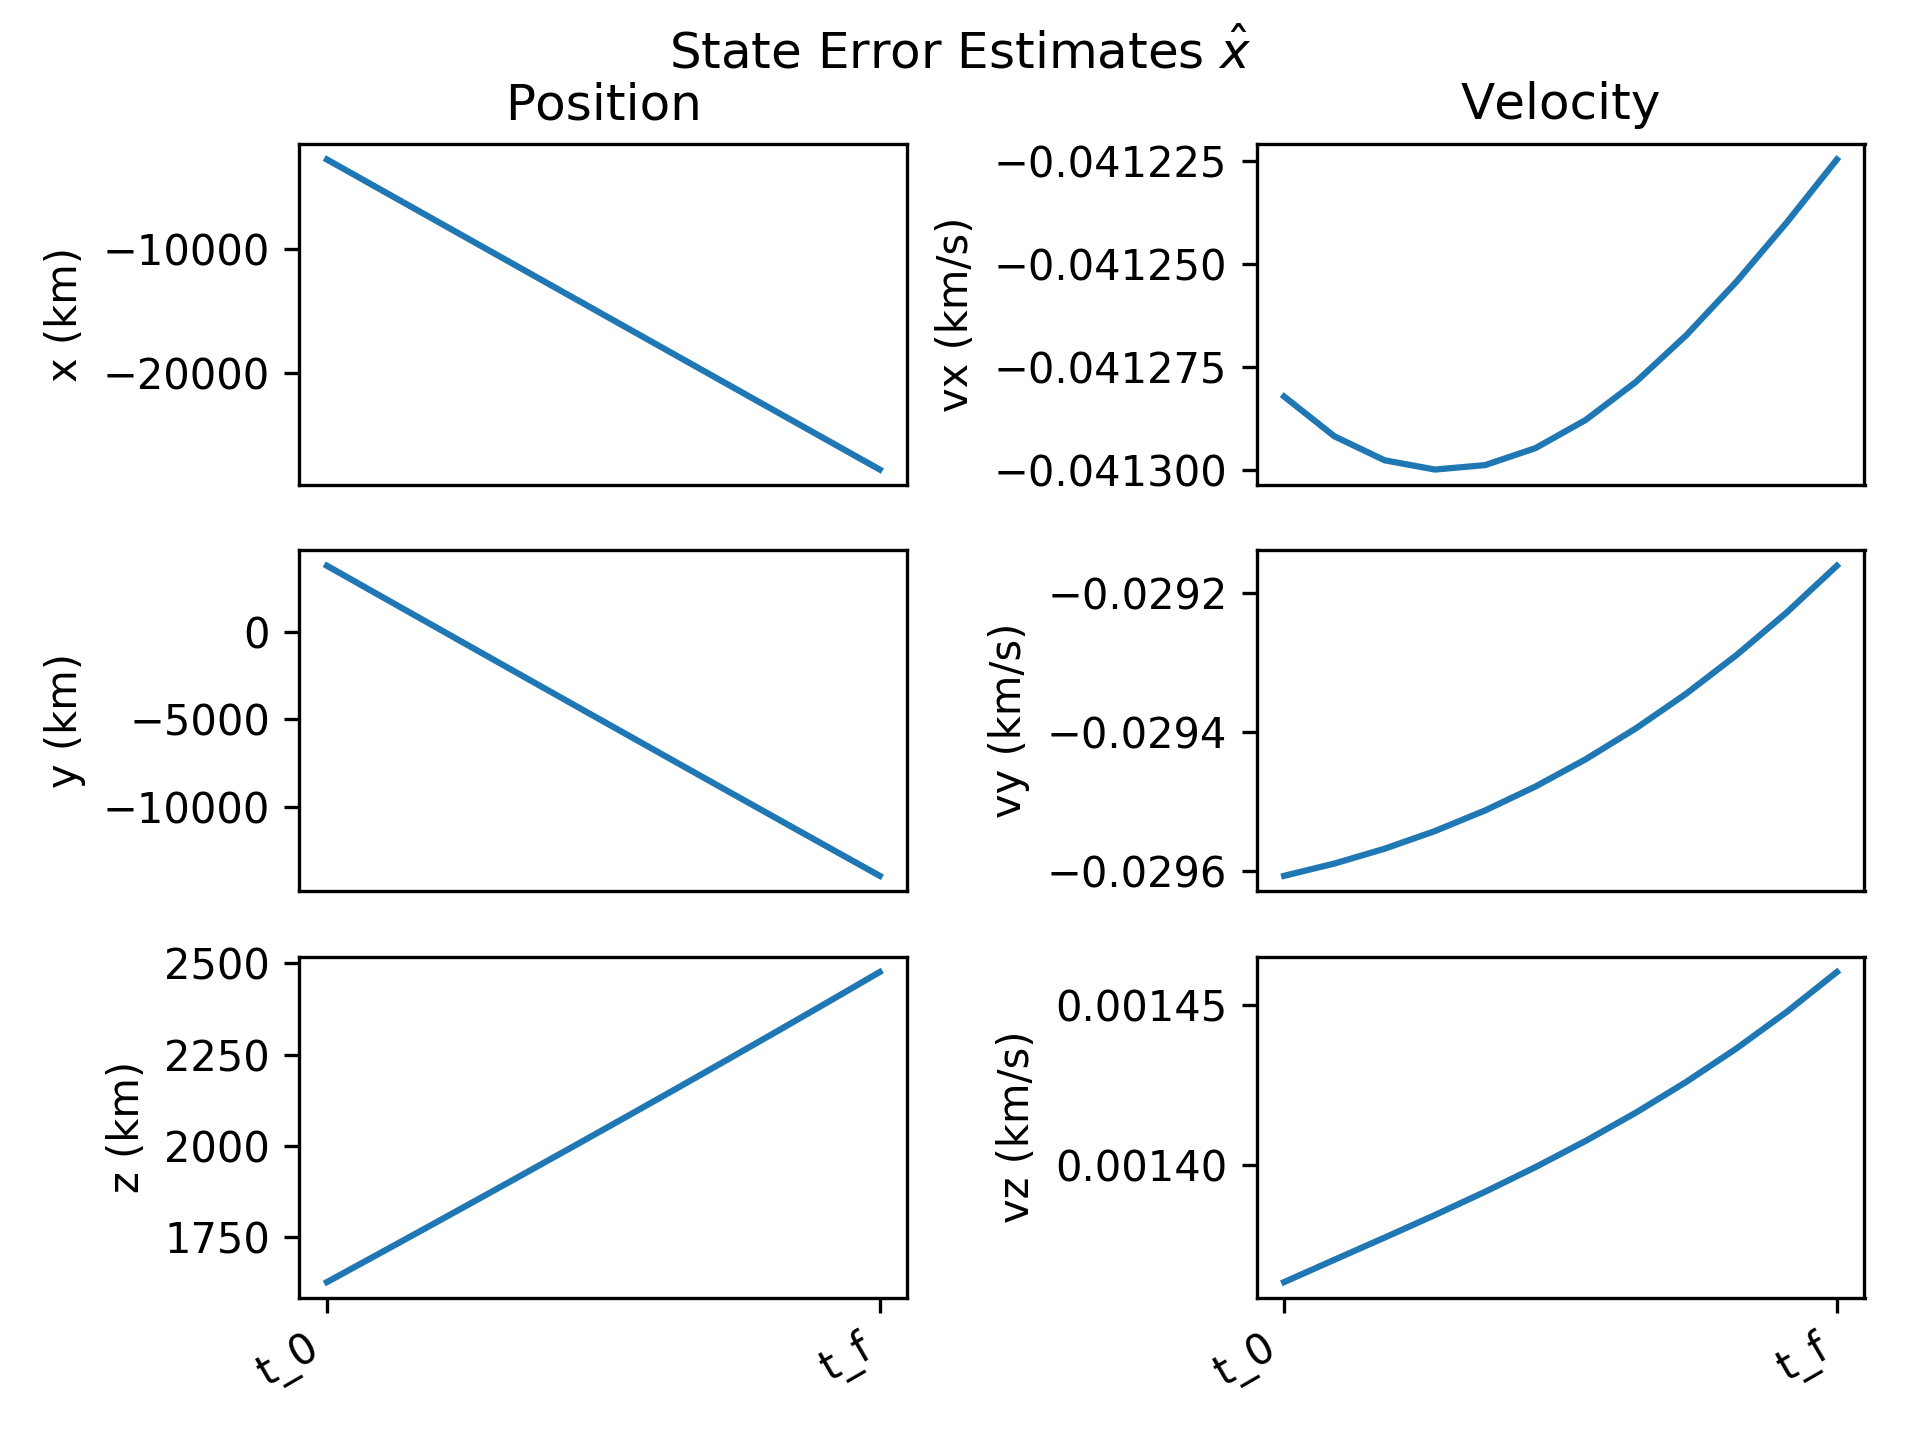 State Error Estimates x̂
Position
Velocity
x (km)
−10000
−20000
vx (km/s)
−0.041225
−0.041250
−0.041275
−0.041300
y (km)
0
−5000
−10000
vy (km/s)
−0.0292
−0.0294
−0.0296
z (km)
2500
2250
2000
1750
vz (km/s)
0.00145
0.00140
t_0
t_f
t_0
t_f